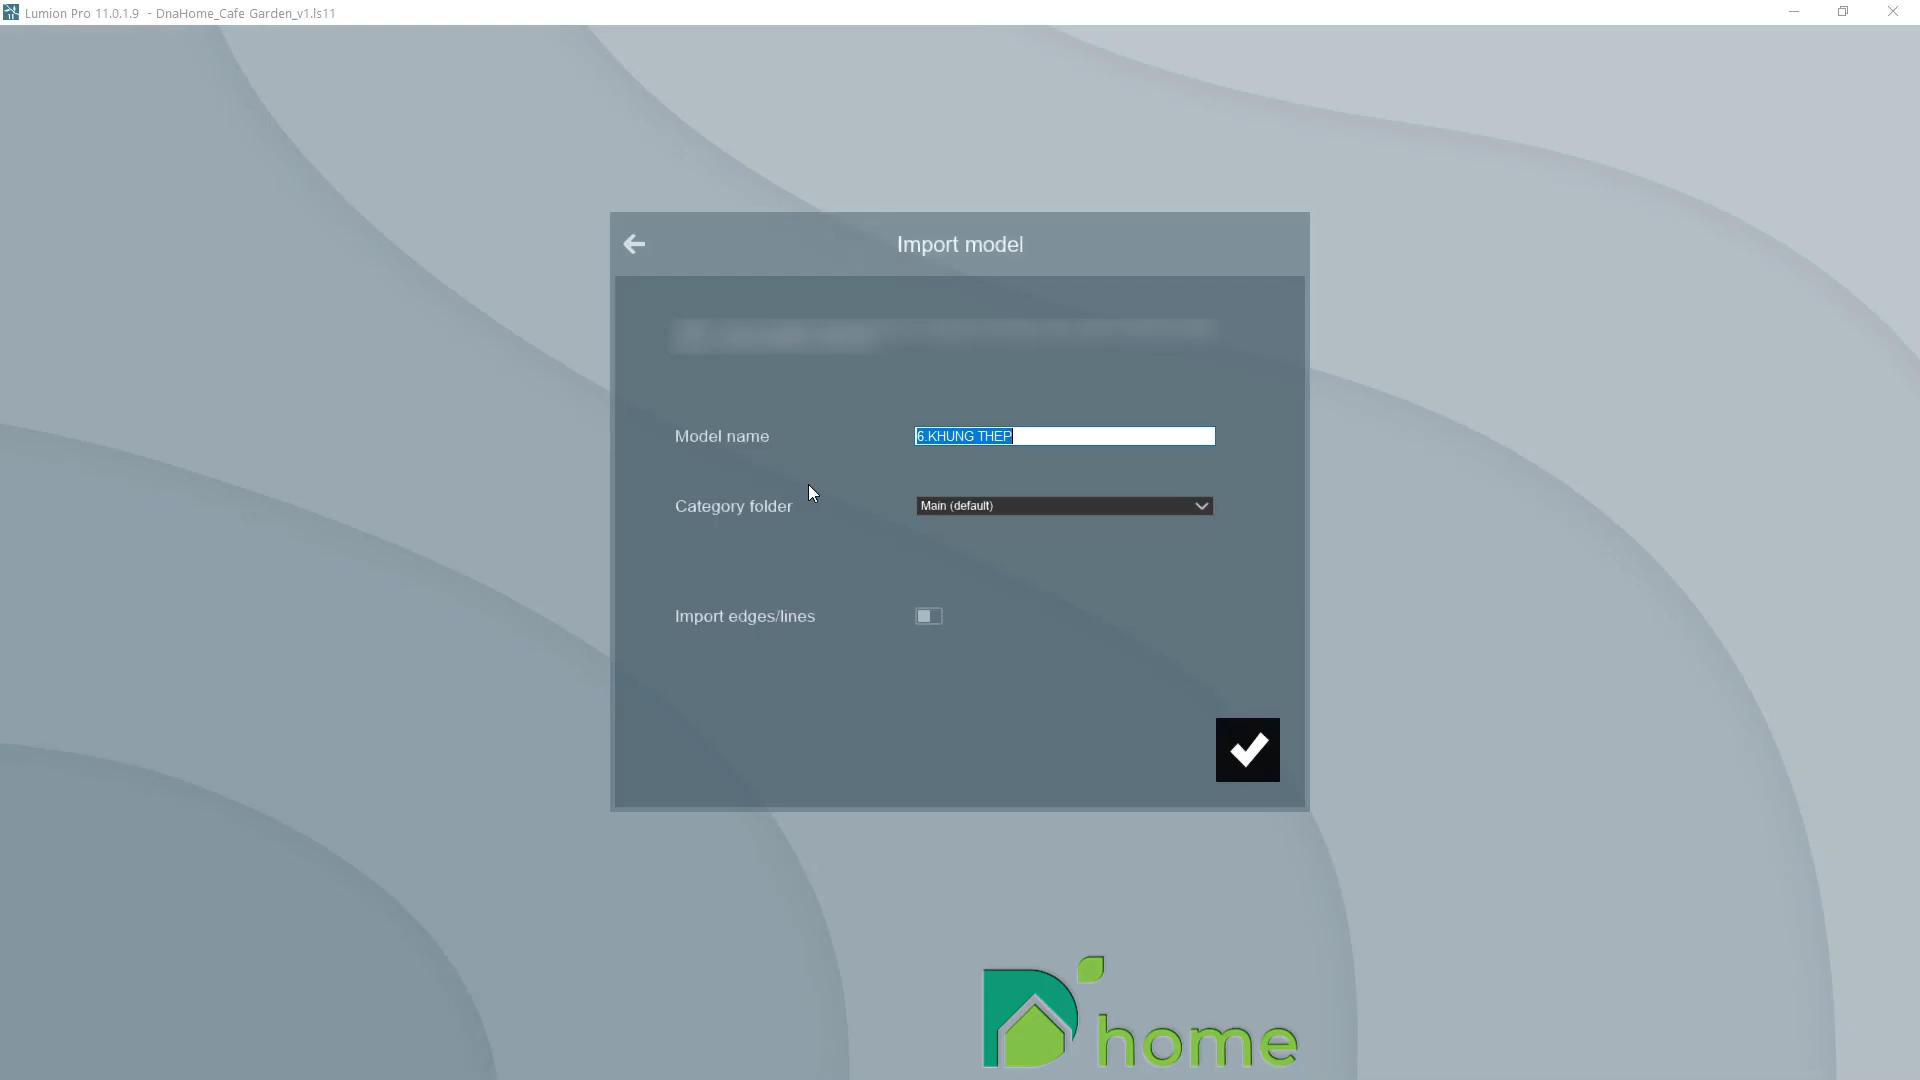 Lumion Pro 11.0.1.9 - DnaHome_Cafe Garden_v1.ls11
Import model
Model name
6.KHUNG THEP
Category folder
Main (default)
Import edges/lines
home